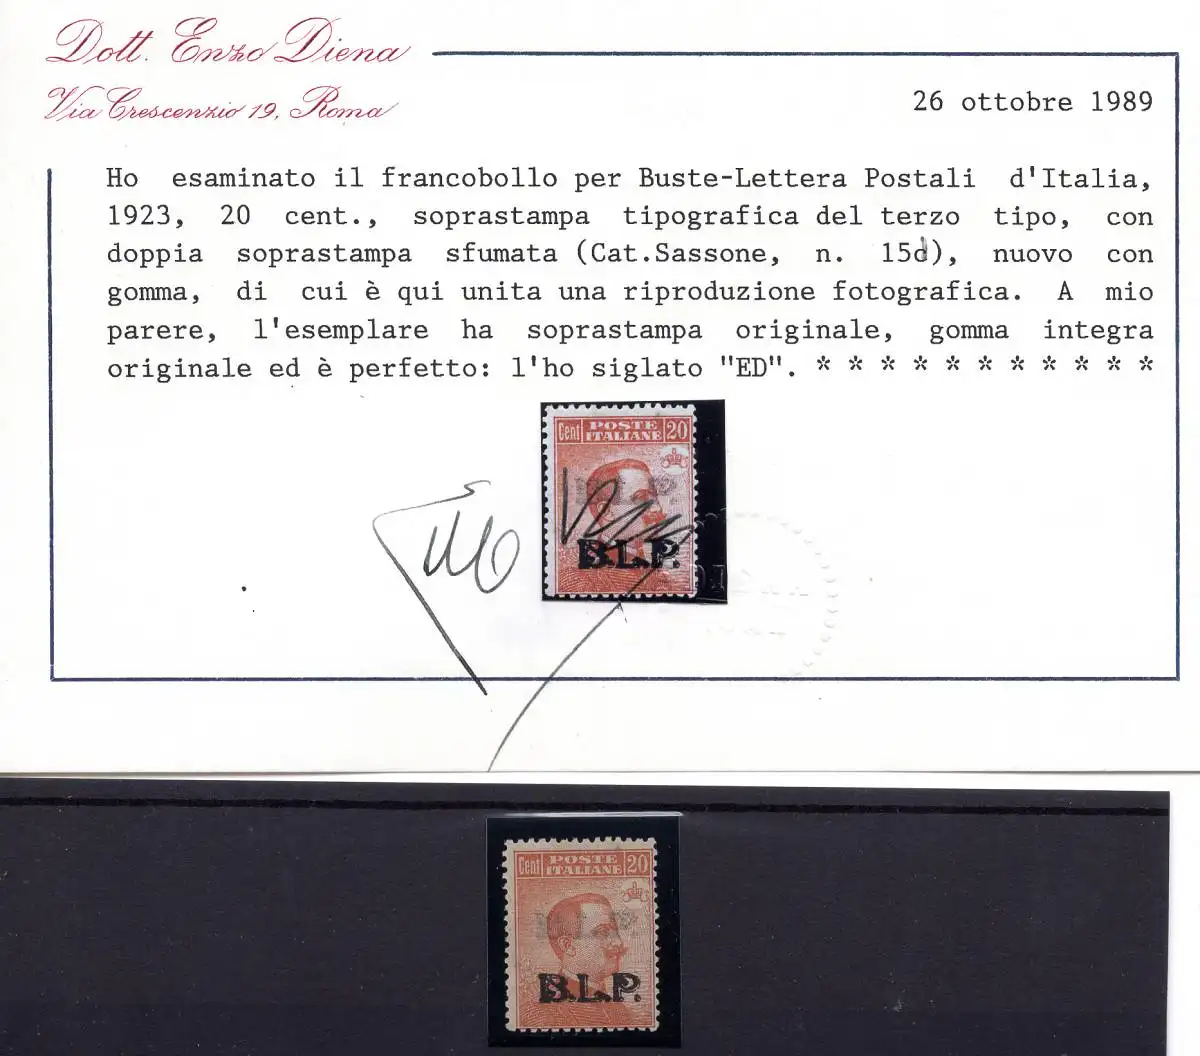 Dott. Enzo Diena
Via Crescenzio 19, Roma
26 ottobre 1989
Ho esaminato il francobollo per Buste-Lettera Postali d'Italia,
1923, 20 cent., soprastampa tipografica del terzo tipo, con
doppia soprastampa sfumata (Cat.Sassone, n. 15d), nuovo con
gomma, di cui è qui unita una riproduzione fotografica. A mio
parere, l'esemplare ha soprastampa originale, gomma integra
originale ed è perfetto: l'ho siglato "ED". * * * * * * * * * * *
Cent POSTE ITALIANE 20
B.L.P.
B.L.P.
Cent POSTE ITALIANE 20
B.L.P.
B.L.P.